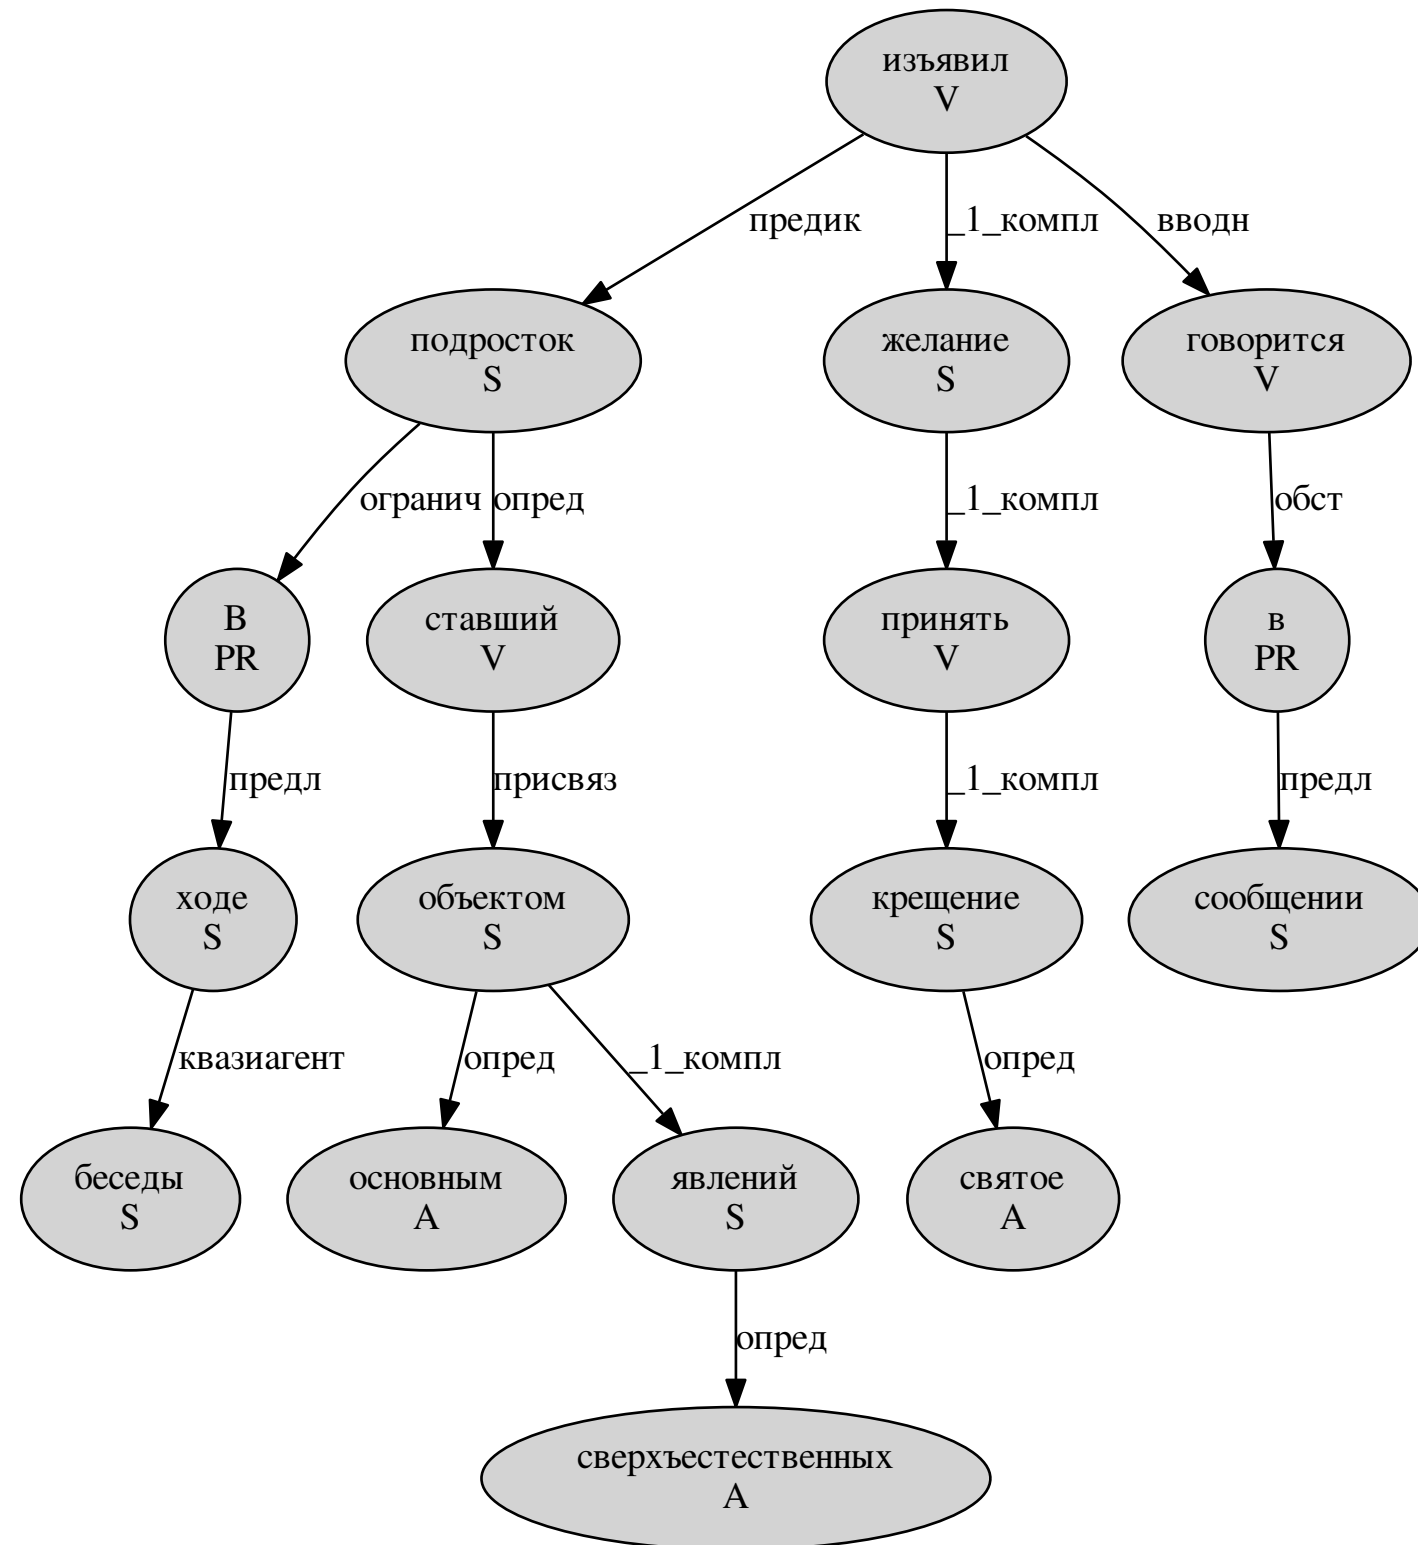 изъявил
V
предик
_1_компл
вводн
подросток
S
желание
S
говорится
V
огранич
опред
_1_компл
обст
В
PR
ставший
V
принять
V
в
PR
предл
присвяз
_1_компл
предл
ходе
S
объектом
S
крещение
S
сообщении
S
квазиагент
опред
_1_компл
опред
беседы
S
основным
A
явлений
S
святое
A
опред
сверхъестественных
A